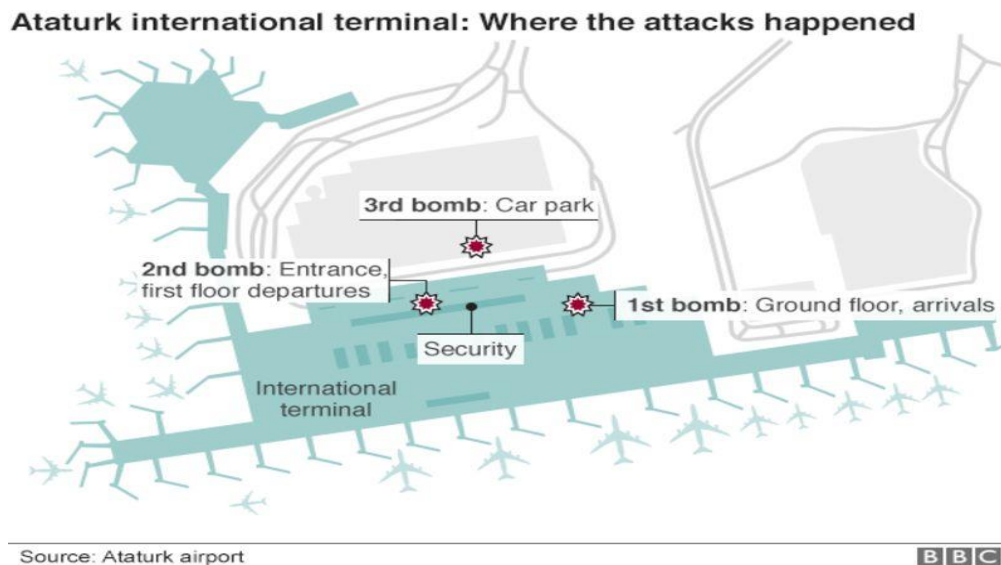 Ataturk international terminal: Where the attacks happened
3rd bomb: Car park
2nd bomb: Entrance,
first floor departures
1st bomb: Ground floor, arrivals
Security
International
terminal
Source: Ataturk airport
BBC